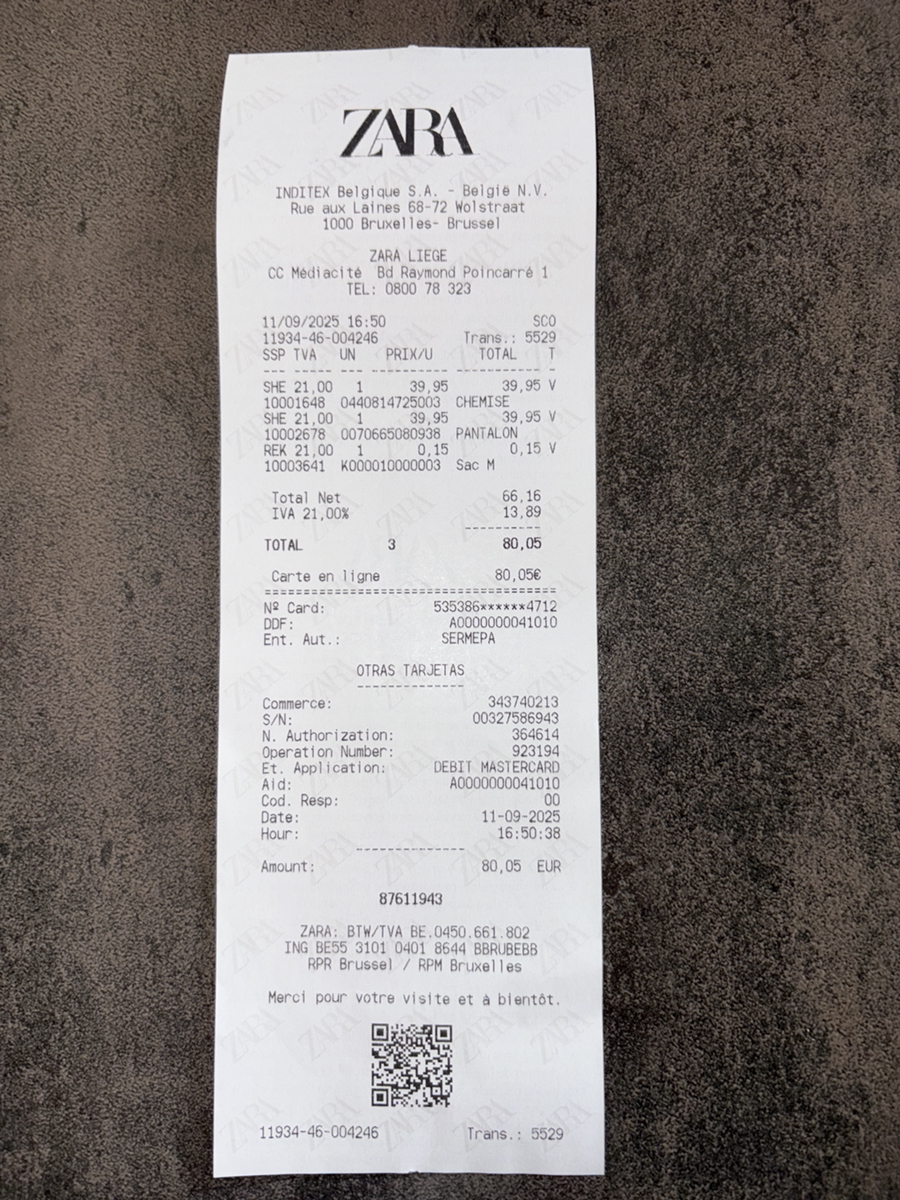 ZARA
INDITEX Belgique S.A. - België N.V.
Rue aux Laines 68-72 Wolstraat
1000 Bruxelles- Brussel
ZARA LIEGE
CC Médiacité Bd Raymond Poincarré 1
TEL: 0800 78 323
11/09/2025 16:50 SCO
11934-46-004246 Trans.: 5529
SSP TVA UN PRIX/U TOTAL T
--- ----- --- ---------- ------------ -
SHE 21,00 1 39,95 39,95 V
10001648 0440814725003 CHEMISE
SHE 21,00 1 39,95 39,95 V
10002678 0070665080938 PANTALON
REK 21,00 1 0,15 0,15 V
10003641 K000010000003 Sac M
Total Net 66,16
IVA 21,00% 13,89
----------
TOTAL 3 80,05
Carte en ligne 80,05€
======================================
Nº Card: 535386******4712
DDF: A0000000041010
Ent. Aut.: SERMEPA
OTRAS TARJETAS
--------------
Commerce: 343740213
S/N: 00327586943
N. Authorization: 364614
Operation Number: 923194
Et. Application: DEBIT MASTERCARD
Aid: A0000000041010
Cod. Resp: 00
Date: 11-09-2025
Hour: 16:50:38
--------------
Amount: 80,05 EUR
87611943
ZARA: BTW/TVA BE.0450.661.802
ING BE55 3101 0401 8644 BBRUBEBB
RPR Brussel / RPM Bruxelles
Merci pour votre visite et à bientôt.
11934-46-004246 Trans.: 5529